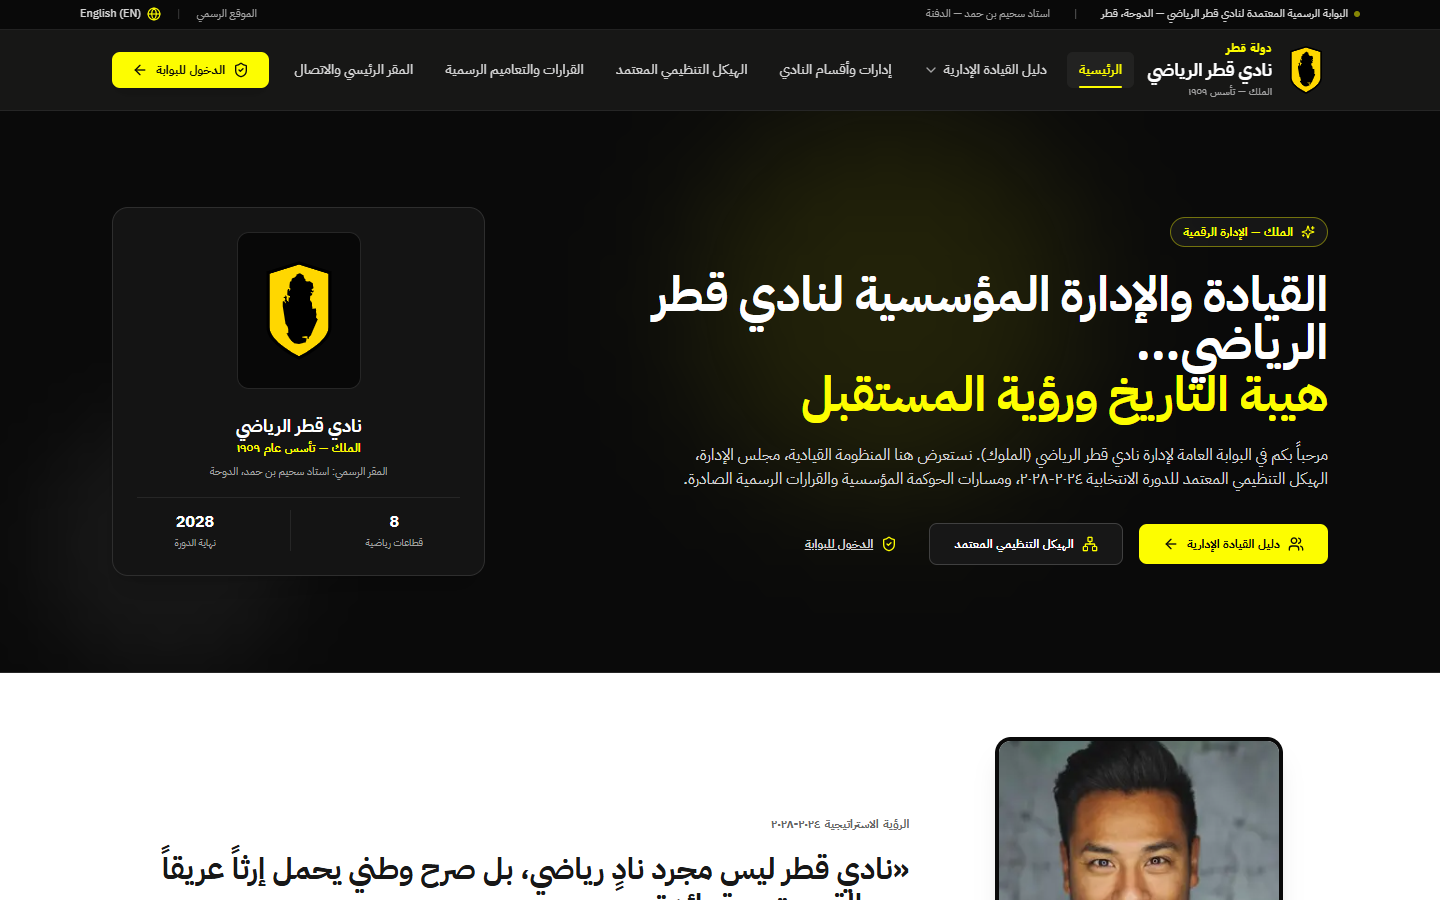 البوابة الرسمية المعتمدة لنادي قطر الرياضي — الدوحة، قطر
استاد سحيم بن حمد — الدفنة
الموقع الرسمي
English (EN)
دولة قطر
نادي قطر الرياضي
الملك — تأسس ١٩٥٩
الرئيسية
دليل القيادة الإدارية
إدارات وأقسام النادي
الهيكل التنظيمي المعتمد
القرارات والتعاميم الرسمية
المقر الرئيسي والاتصال
الدخول للبوابة
الملك — الإدارة الرقمية
القيادة والإدارة المؤسسية لنادي قطر
الرياضي...
هيبة التاريخ ورؤية المستقبل
مرحباً بكم في البوابة العامة لإدارة نادي قطر الرياضي (الملوك). نستعرض هنا المنظومة القيادية، مجلس الإدارة،
الهيكل التنظيمي المعتمد للدورة الانتخابية ٢٠٢٤-٢٠٢٨، ومسارات الحوكمة المؤسسية والقرارات الرسمية الصادرة.
دليل القيادة الإدارية
الهيكل التنظيمي المعتمد
الدخول للبوابة
نادي قطر الرياضي
الملك — تأسس عام ١٩٥٩
المقر الرسمي: استاد سحيم بن حمد، الدوحة
8
قطاعات رياضية
2028
نهاية الدورة
الرؤية الاستراتيجية ٢٠٢٤-٢٠٢٨
«نادي قطر ليس مجرد نادٍ رياضي، بل صرح وطني يحمل إرثاً عريقاً